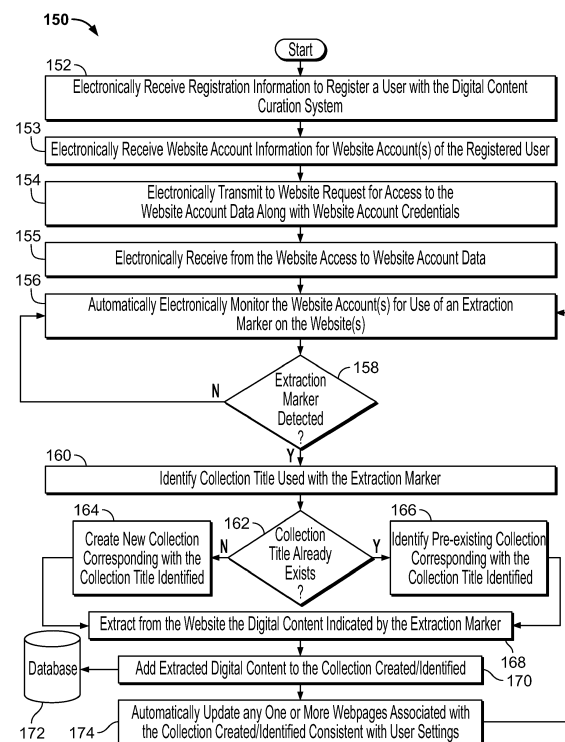 150
Start
152
Electronically Receive Registration Information to Register a User with the Digital Content
Curation System
153
Electronically Receive Website Account Information for Website Account(s) of the Registered User
154
Electronically Transmit to Website Request for Access to the
Website Account Data Along with Website Account Credentials
155
Electronically Receive from the Website Access to Website Account Data
156
Automatically Electronically Monitor the Website Account(s) for Use of an Extraction
Marker on the Website(s)
158
N
Extraction
Marker
Detected
?
Y
160
Identify Collection Title Used with the Extraction Marker
164
Create New Collection
Corresponding with the
Collection Title Identified
162
N
Collection
Title Already
Exists
?
Y
166
Identify Pre-existing Collection
Corresponding with the
Collection Title Identified
Extract from the Website the Digital Content Indicated by the Extraction Marker
168
Database
172
Add Extracted Digital Content to the Collection Created/Identified
170
174
Automatically Update any One or More Webpages Associated with
the Collection Created/Identified Consistent with User Settings